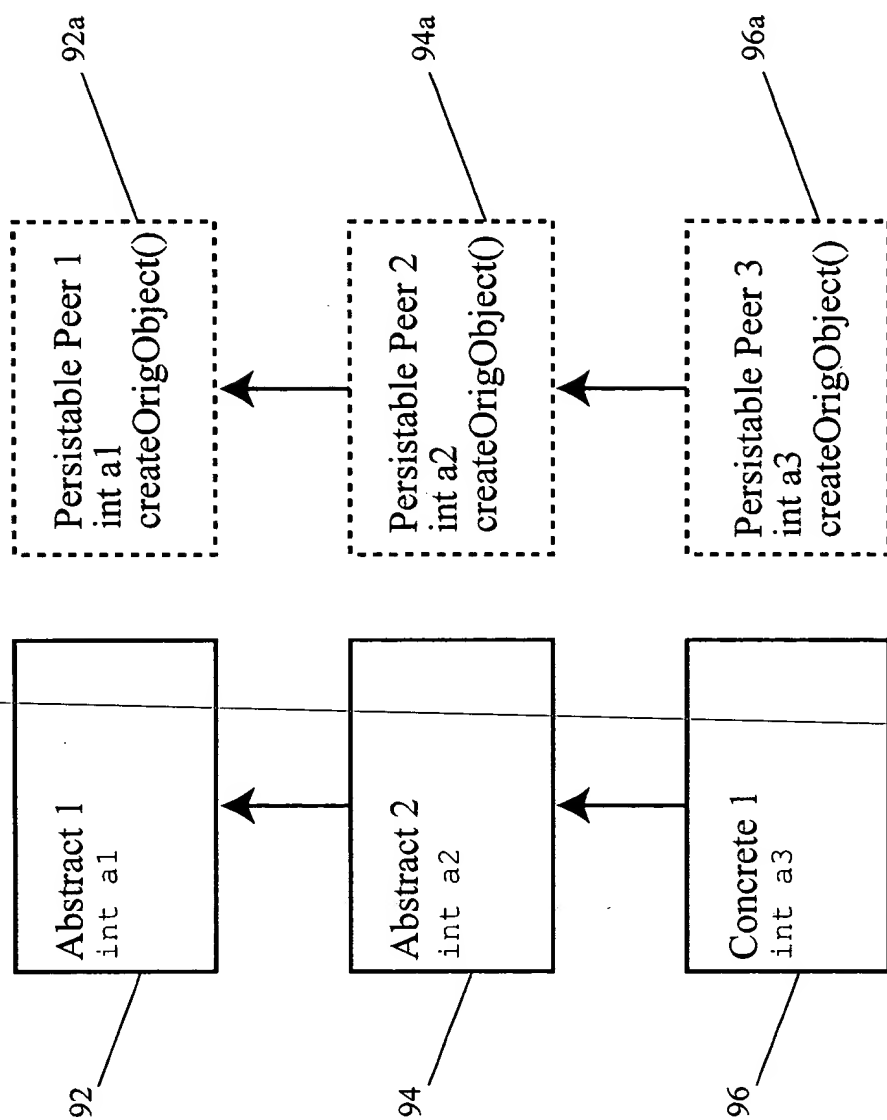 92
Abstract 1
int a1
Persistable Peer 1
int a1
createOrigObject()
92a
94
Abstract 2
int a2
Persistable Peer 2
int a2
createOrigObject()
94a
96
Concrete 1
int a3
Persistable Peer 3
int a3
createOrigObject()
96a